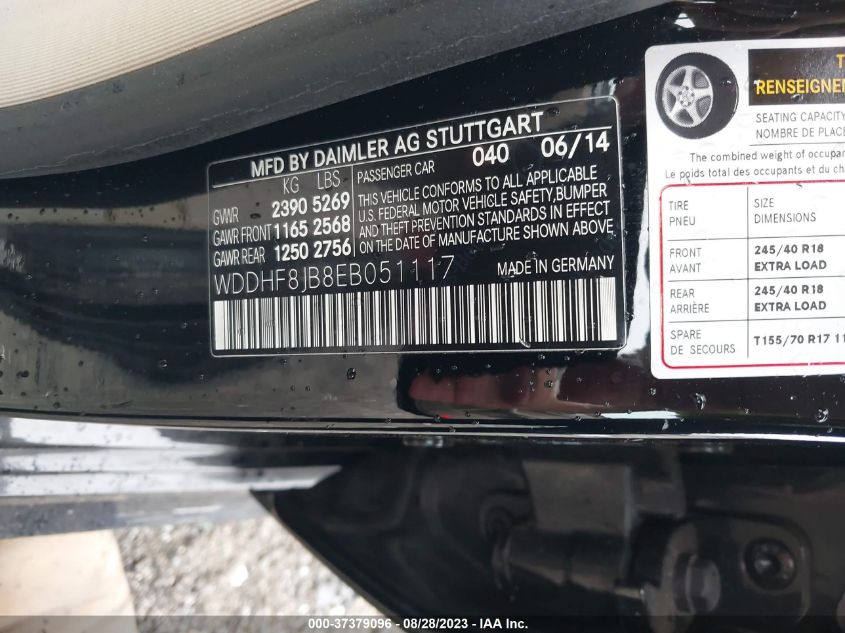 MFD BY DAIMLER AG STUTTGART
KG LBS
GVWR 2390 5269
GAWR FRONT 1165 2568
GAWR REAR 1250 2756
PASSENGER CAR 040 06/14
THIS VEHICLE CONFORMS TO ALL APPLICABLE
U.S. FEDERAL MOTOR VEHICLE SAFETY,BUMPER
AND THEFT PREVENTION STANDARDS IN EFFECT
ON DATE OF MANUFACTURE SHOWN ABOVE
WDDHF8JB8EB051117
MADE IN GERMANY
SEATING CAPACITY
NOMBRE DE PLACE
The combined weight of
Le poids total des occupants et du
TIRE
PNEU
SIZE
DIMENSIONS
FRONT
AVANT
245/40 R18
EXTRA LOAD
REAR
ARRIÈRE
245/40 R18
EXTRA LOAD
SPARE
DE SECOURS
T155/70 R17
000-37379096 - 08/28/2023 - IAA Inc.